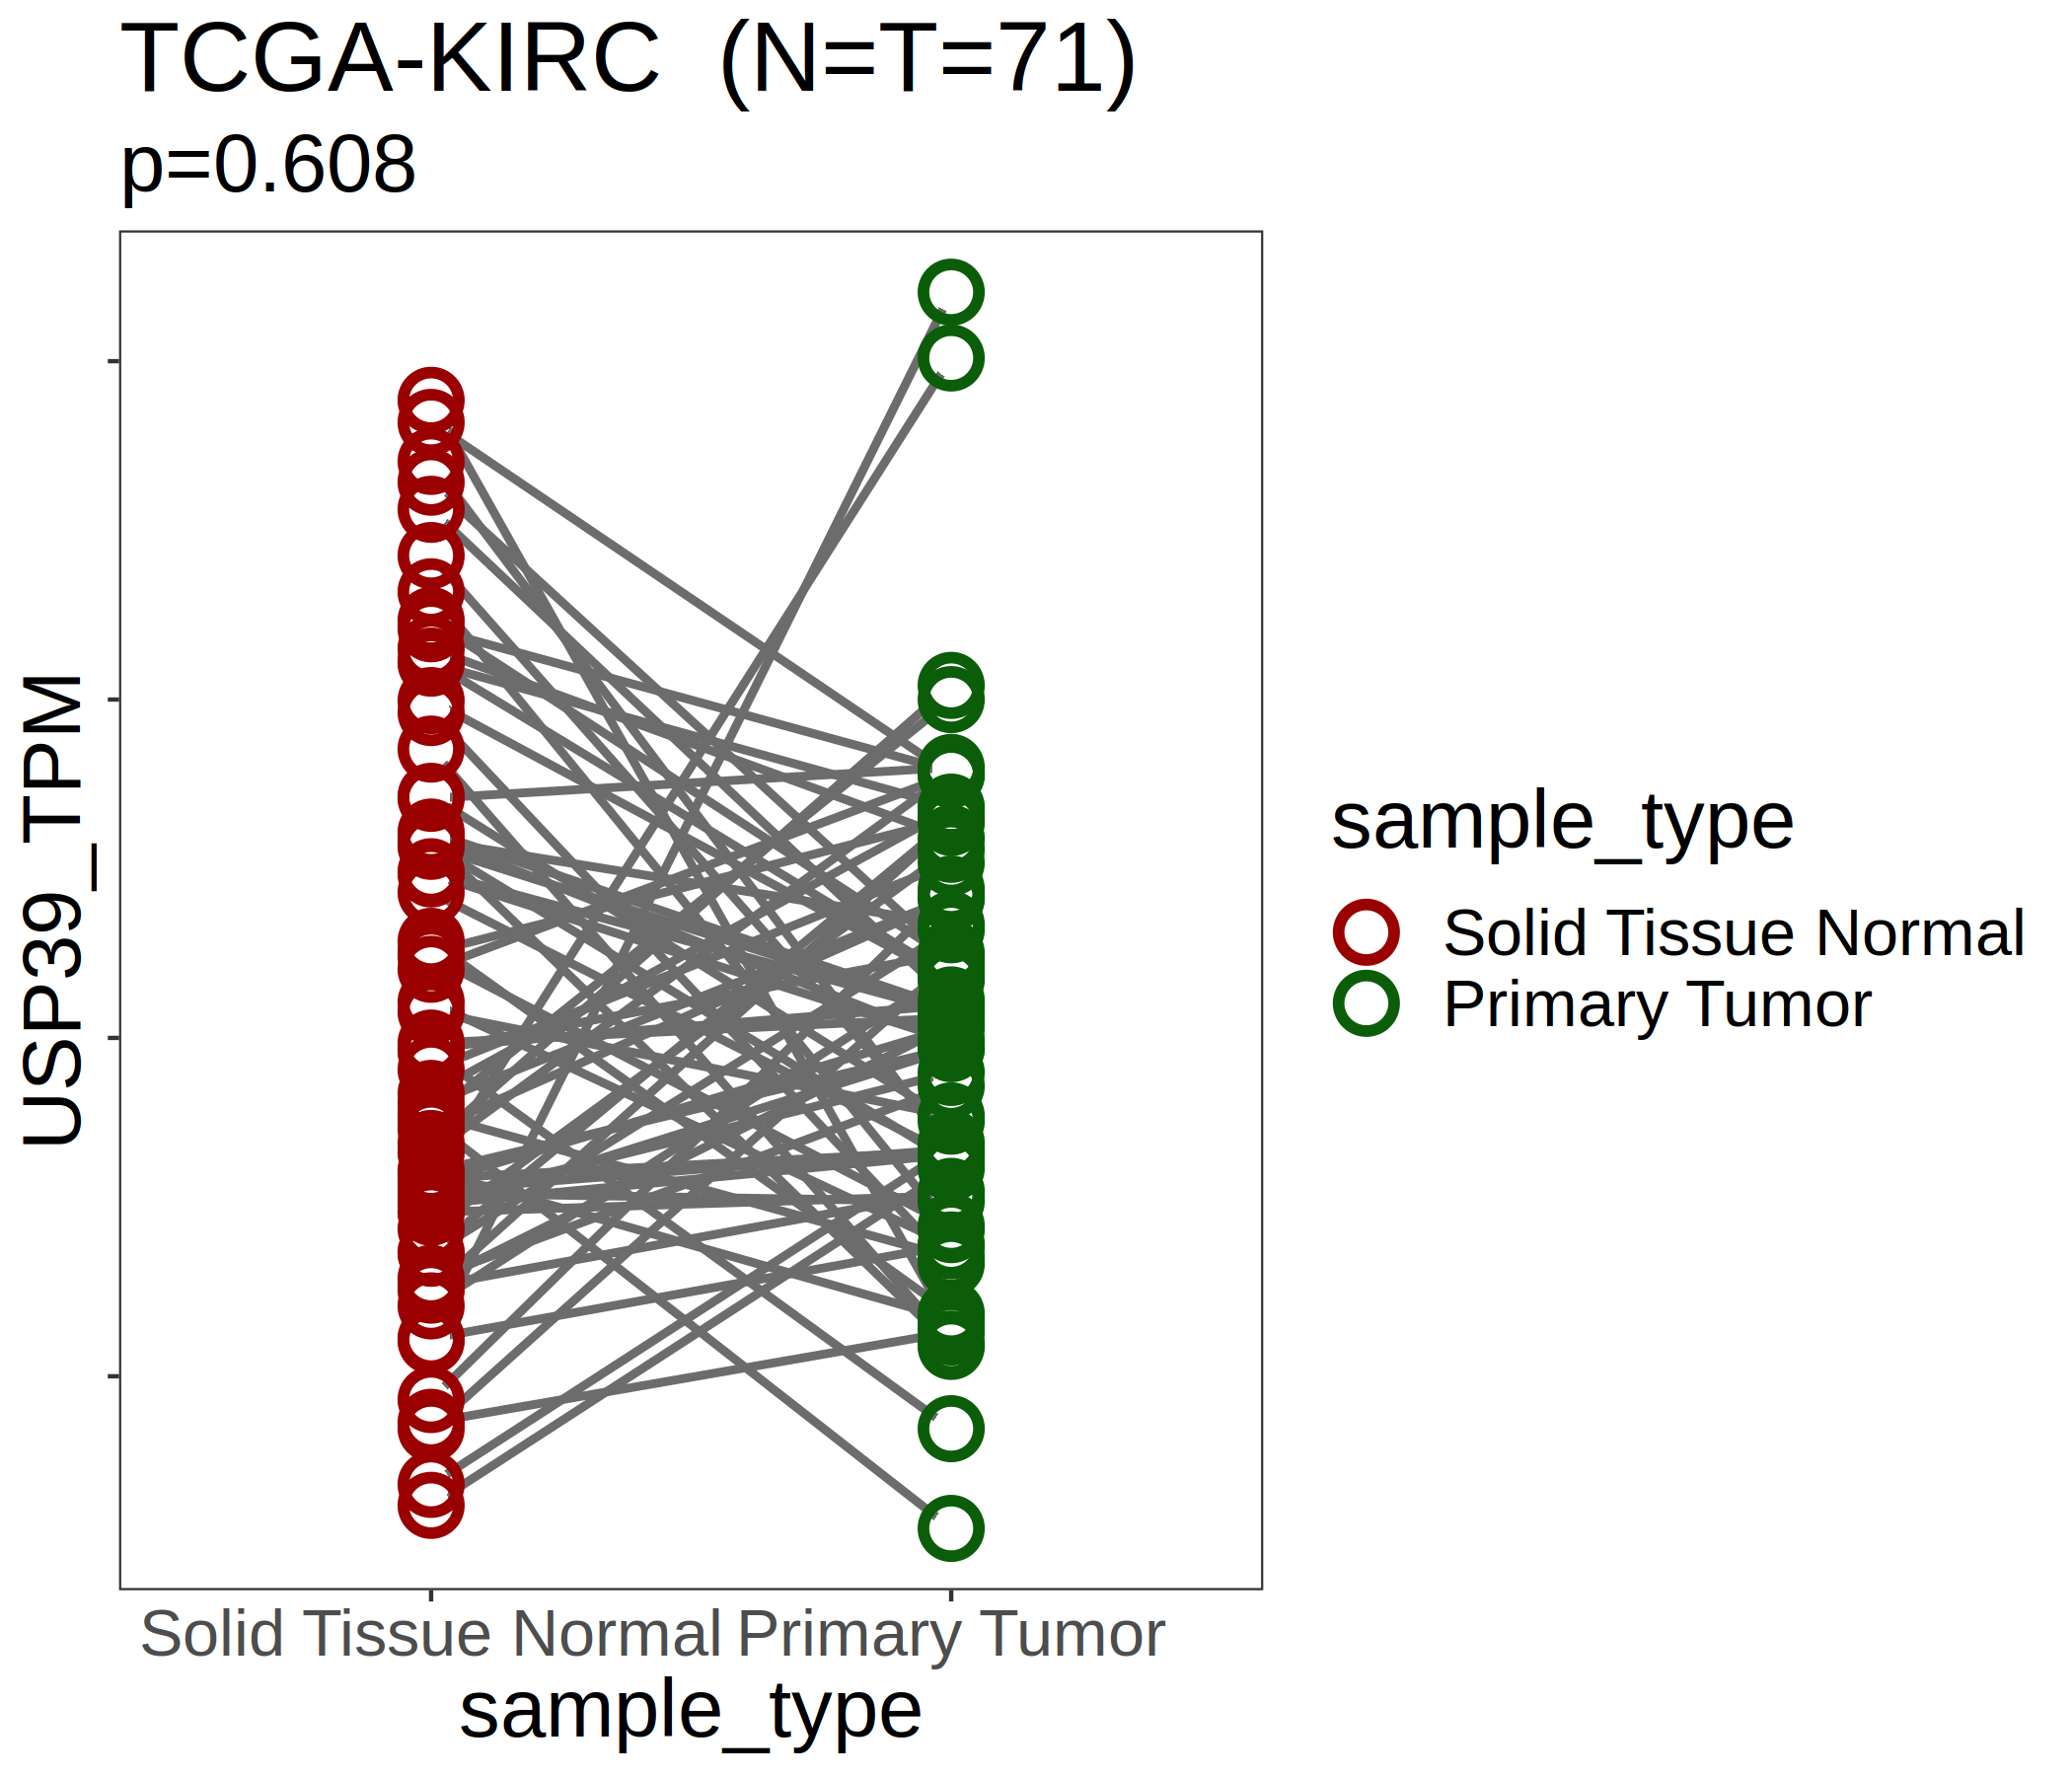 TCGA-KIRC  (N=T=71)
p=0.608
USP39_TPM
Solid Tissue Normal Primary Tumor
sample_type
sample_type
Solid Tissue Normal
Primary Tumor